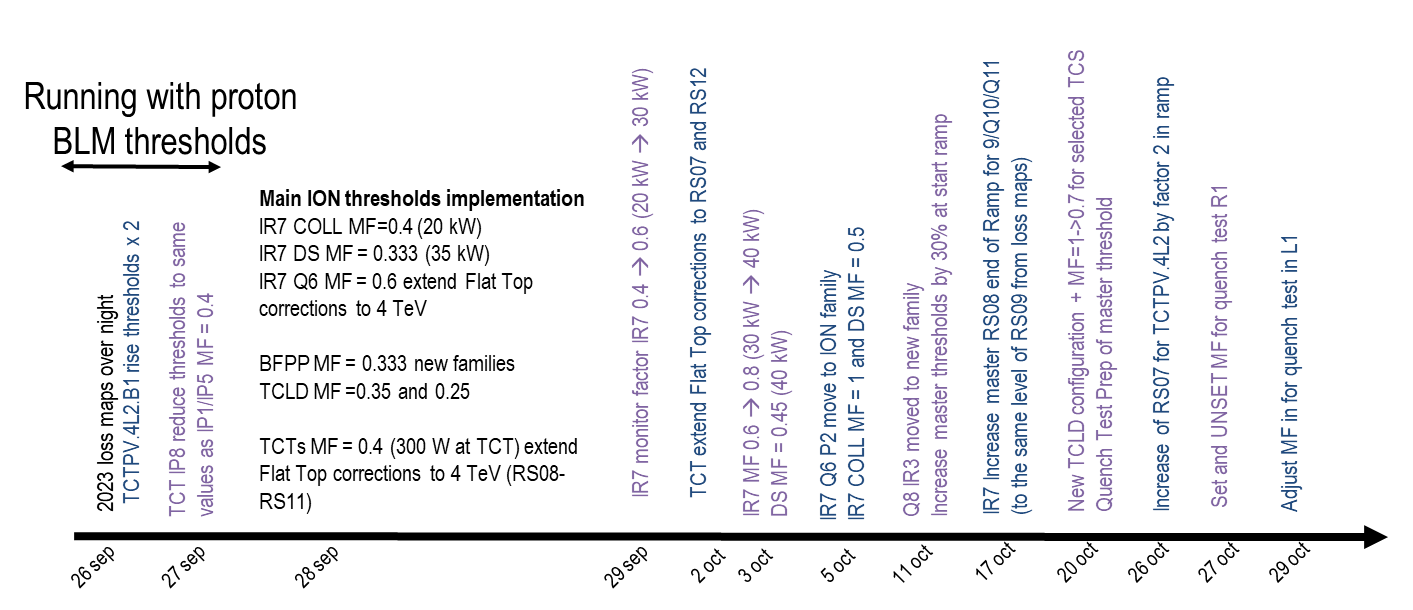 Running with proton
BLM thresholds
2023 loss maps over night
TCTPV.4L2.B1 rise thresholds x 2
TCT IP8 reduce thresholds to same
values as IP1/IP5 MF = 0.4
Main ION thresholds implementation
IR7 COLL MF=0.4 (20 kW)
IR7 DS MF = 0.333 (35 kW)
IR7 Q6 MF = 0.6 extend Flat Top
corrections to 4 TeV
BFPP MF = 0.333 new families
TCLD MF =0.35 and 0.25
TCTs MF = 0.4 (300 W at TCT) extend
Flat Top corrections to 4 TeV (RS08-
RS11)
IR7 monitor factor IR7 0.4 → 0.6 (20 kW → 30 kW)
TCT extend Flat Top corrections to RS07 and RS12
IR7 MF 0.6 → 0.8 (30 kW → 40 kW)
DS MF = 0.45 (40 kW)
IR7 Q6 P2 move to ION family
IR7 COLL MF = 1 and DS MF = 0.5
Q8 IR3 moved to new family
Increase master thresholds by 30% at start ramp
IR7 Increase master RS08 end of Ramp for 9/Q10/Q11
(to the same level of RS09 from loss maps)
New TCLD configuration + MF=1->0.7 for selected TCS
Quench Test Prep of master threshold
Increase of RS07 for TCTPV.4L2 by factor 2 in ramp
Set and UNSET MF for quench test R1
Adjust MF in for quench test in L1
26 sep
27 sep
28 sep
29 sep
2 oct
3 oct
5 oct
11 oct
17 oct
20 oct
26 oct
27 oct
29 oct